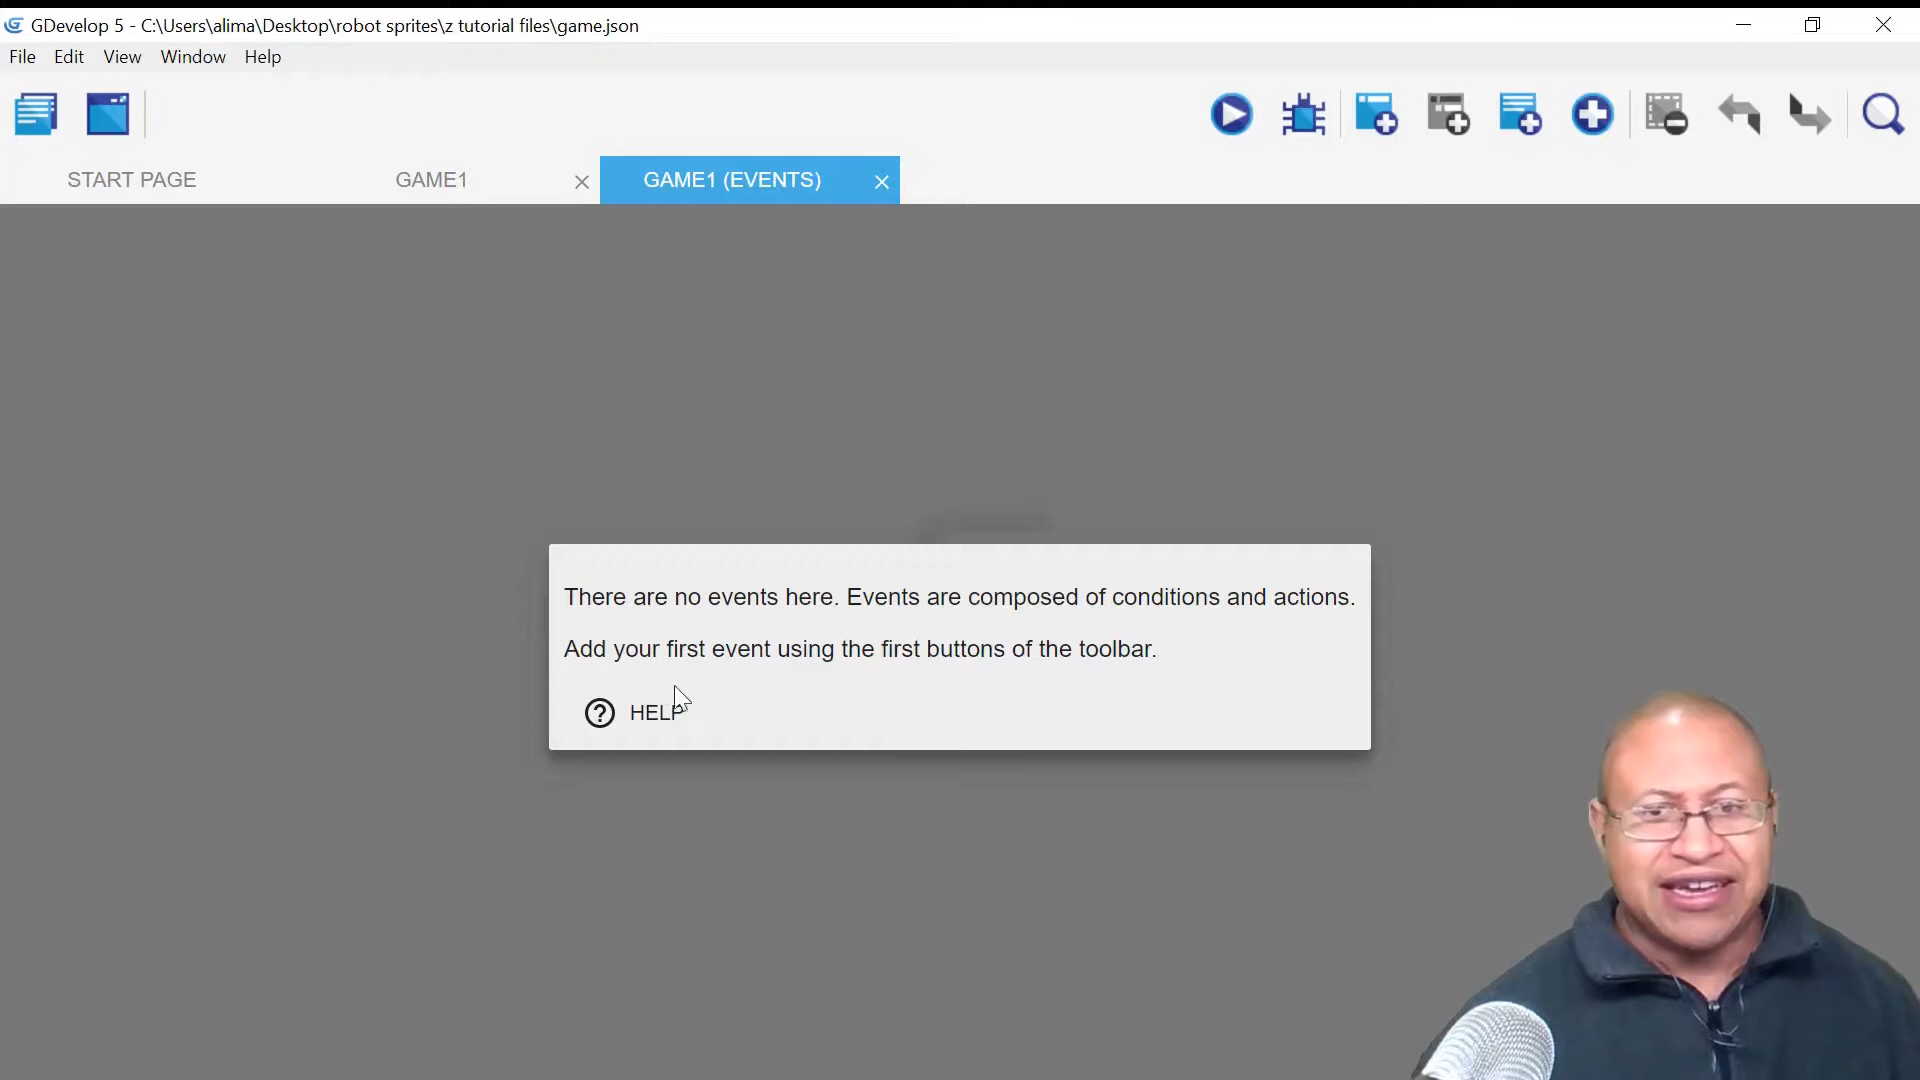 GDevelop 5 - C:\Users\alima\Desktop\robot sprites\z tutorial files\game.json
File Edit View Window Help
START PAGE GAME1 GAME1 (EVENTS)
There are no events here. Events are composed of conditions and actions.
Add your first event using the first buttons of the toolbar.
HELP